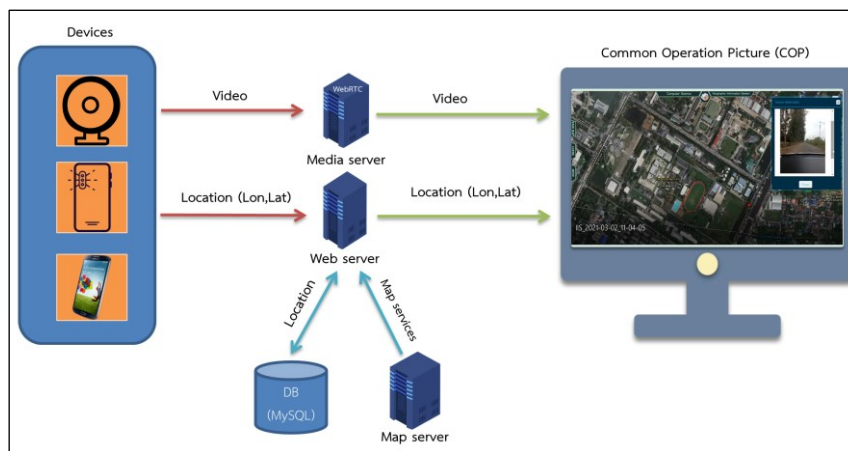 Devices
Common Operation Picture (COP)
Video
WebRTC
Video
Media server
Location (Lon,Lat)
Location (Lon,Lat)
Web server
IIS_2021-03-02_11-04-05
Location
Map services
DB
(MySQL)
Map server